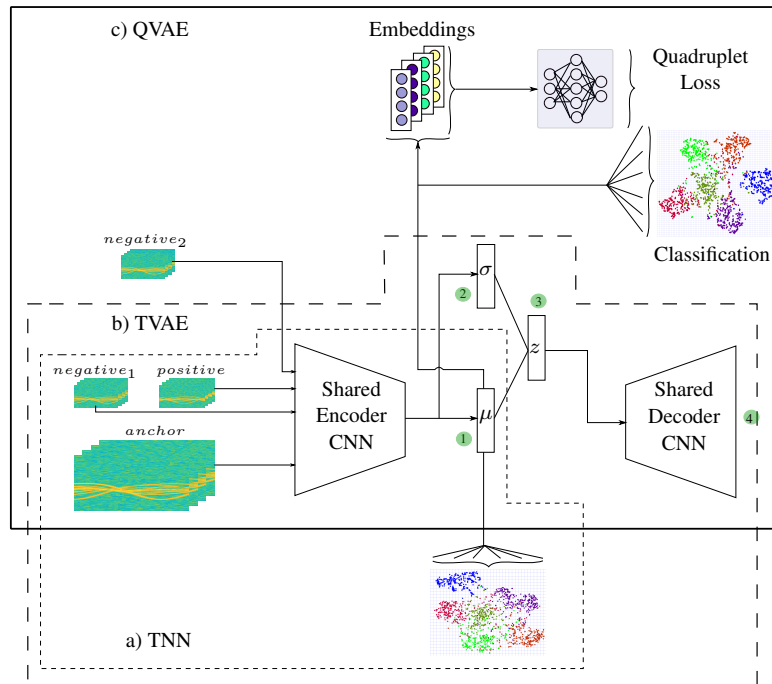 c) QVAE
Embeddings
Quadruplet
Loss
Classification
negative₂
b) TVAE
σ
2
3
z
negative₁
positive
anchor
Shared
Encoder
CNN
μ
1
Shared
Decoder
CNN
4
a) TNN